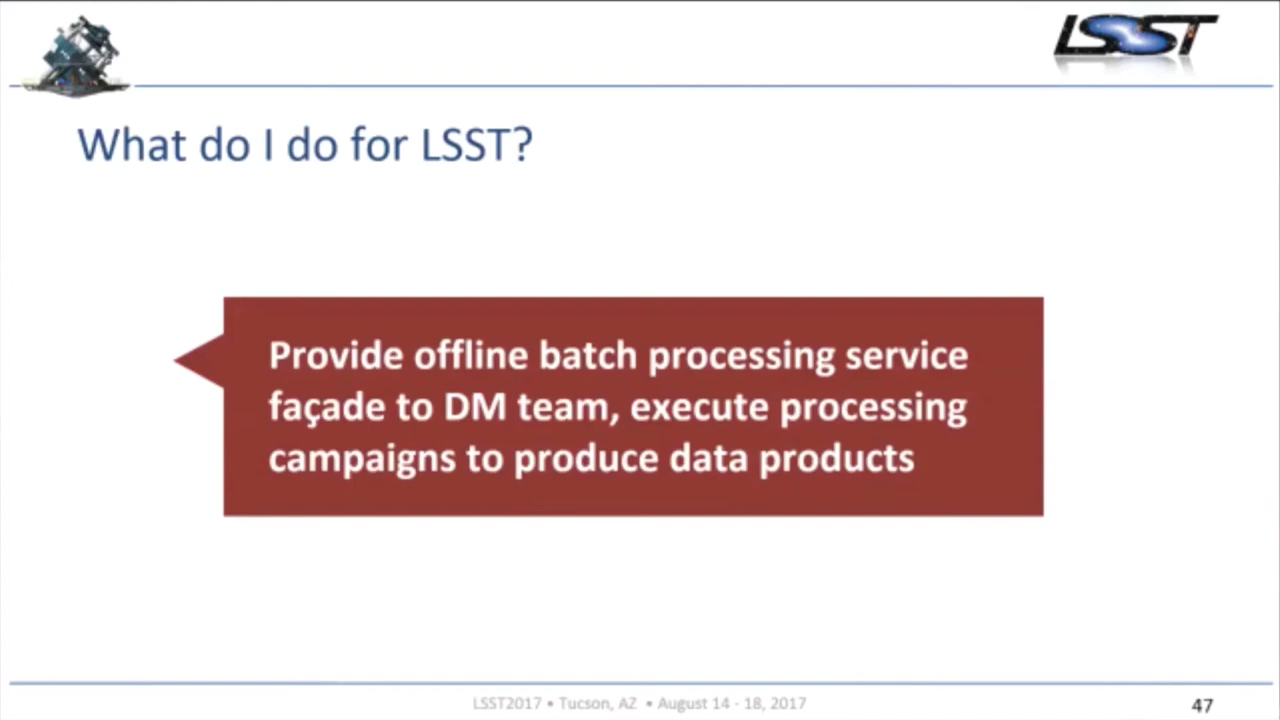 LSST
What do I do for LSST?
Provide offline batch processing service
façade to DM team, execute processing
campaigns to produce data products
LSST2017 • Tucson, AZ • August 14 - 18, 2017
47